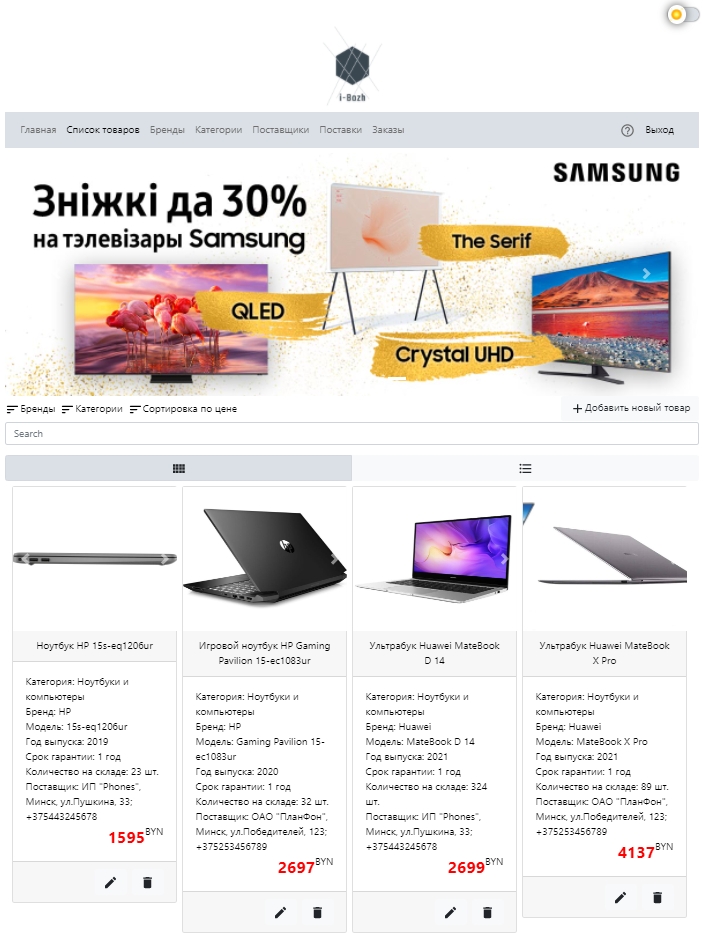 i-Bozh
Главная Список товаров Бренды Категории Поставщики Поставки Заказы Выход
SAMSUNG
Зніжкі да 30%
на тэлевізары Samsung
The Serif
QLED
Crystal UHD
Бренды Категории Сортировка по цене Добавить новый товар
Search
Ноутбук HP 15s-eq1206ur
Категория: Ноутбуки и
компьютеры
Бренд: HP
Модель: 15s-eq1206ur
Год выпуска: 2019
Срок гарантии: 1 год
Количество на складе: 23 шт.
Поставщик: ИП "Phones",
Минск, ул.Пушкина, 33;
+375443245678
1595BYN
Игровой ноутбук HP Gaming
Pavilion 15-ec1083ur
Категория: Ноутбуки и
компьютеры
Бренд: HP
Модель: Gaming Pavilion 15-
ec1083ur
Год выпуска: 2020
Срок гарантии: 1 год
Количество на складе: 32 шт.
Поставщик: ОАО "ПланФон",
Минск, ул.Победителей, 123;
+375253456789
2697BYN
Ультрабук Huawei MateBook
D 14
Категория: Ноутбуки и
компьютеры
Бренд: Huawei
Модель: MateBook D 14
Год выпуска: 2021
Срок гарантии: 1 год
Количество на складе: 324
шт.
Поставщик: ИП "Phones",
Минск, ул.Пушкина, 33;
+375443245678
2699BYN
Ультрабук Huawei MateBook
X Pro
Категория: Ноутбуки и
компьютеры
Бренд: Huawei
Модель: MateBook X Pro
Год выпуска: 2021
Срок гарантии: 1 год
Количество на складе: 89 шт.
Поставщик: ОАО "ПланФон",
Минск, ул.Победителей, 123;
+375253456789
4137BYN